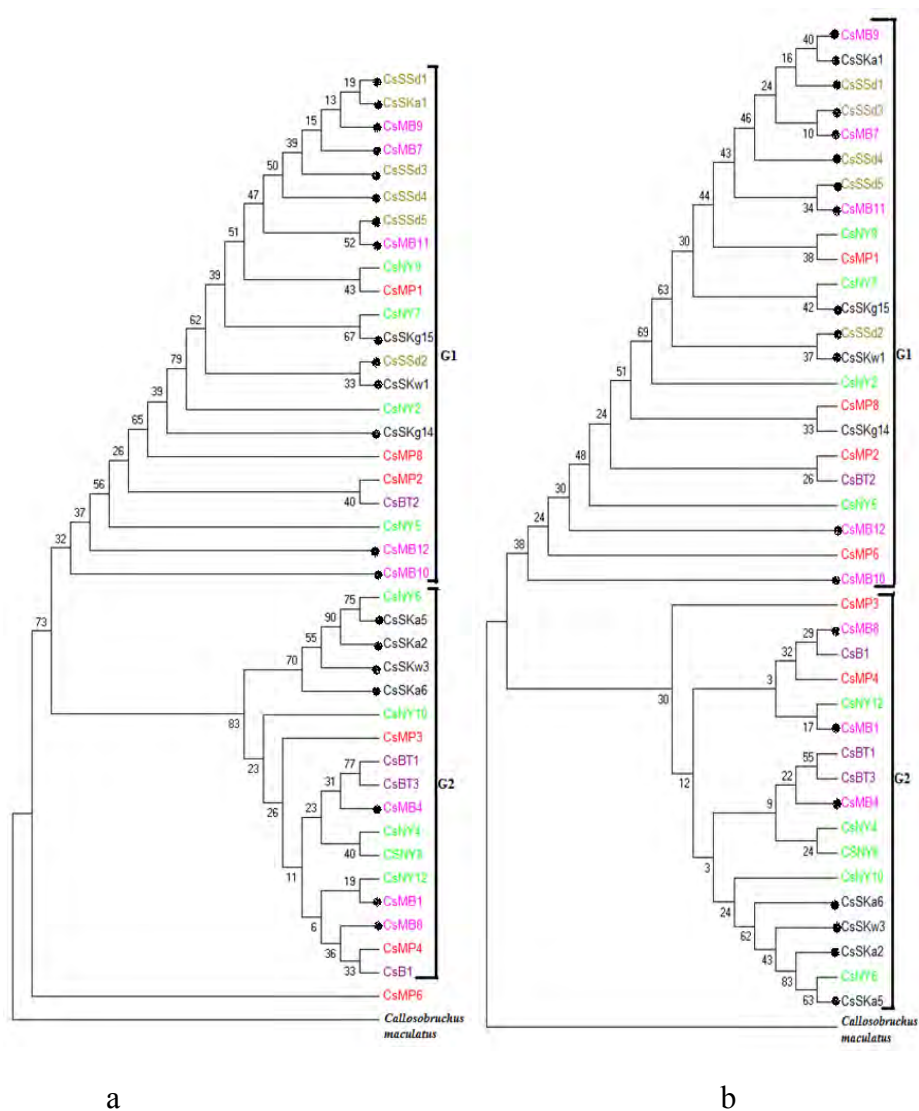 19
CsSSd1
CsSKa1
13
CsMB9
15
CsMB7
39
CsSSd3
50
CsSSd4
47
CsSSd5
52
CsMB11
51
CsNY9
43
CsMP1
39
CsNY7
67
CsSKg15
62
CsSSd2
33
CsSKw1
79
CsNY2
39
CsSKg14
65
CsMP8
26
CsMP2
40
CsBT2
56
CsNY5
37
CsMB12
32
CsMB10
G1
73
75
CsNY6
90
CsSKa5
55
CsSKa2
70
CsSKw3
CsSKa6
83
CsNY10
23
CsMP3
26
77
CsBT1
31
CsBT3
23
CsMB4
CsNY4
40
CSNY8
11
19
CsNY12
CsMB1
6
CsMB8
36
CsMP4
33
CsB1
G2
CsMP6
Callosobruchus
maculatus
a
40
CsMB9
16
CsSKa1
24
CsSSd1
46
CsSSd3
10
CsMB7
43
CsSSd4
44
CsSSd5
34
CsMB11
30
CsNY9
38
CsMP1
63
CsNY7
42
CsSKg15
69
CsSSd2
37
CsSKw1
51
CsNY2
24
CsMP8
33
CsSKg14
48
CsMP2
26
CsBT2
30
CsNY5
24
CsMB12
38
CsMP6
CsMB10
G1
30
CsMP3
29
CsMB8
32
CsB1
3
CsMP4
CsNY12
17
CsMB1
12
55
CsBT1
22
CsBT3
9
CsMB4
CsNY4
24
CSNY8
3
CsNY10
24
CsSKa6
62
CsSKw3
43
CsSKa2
83
CsNY6
63
CsSKa5
G2
Callosobruchus
maculatus
b